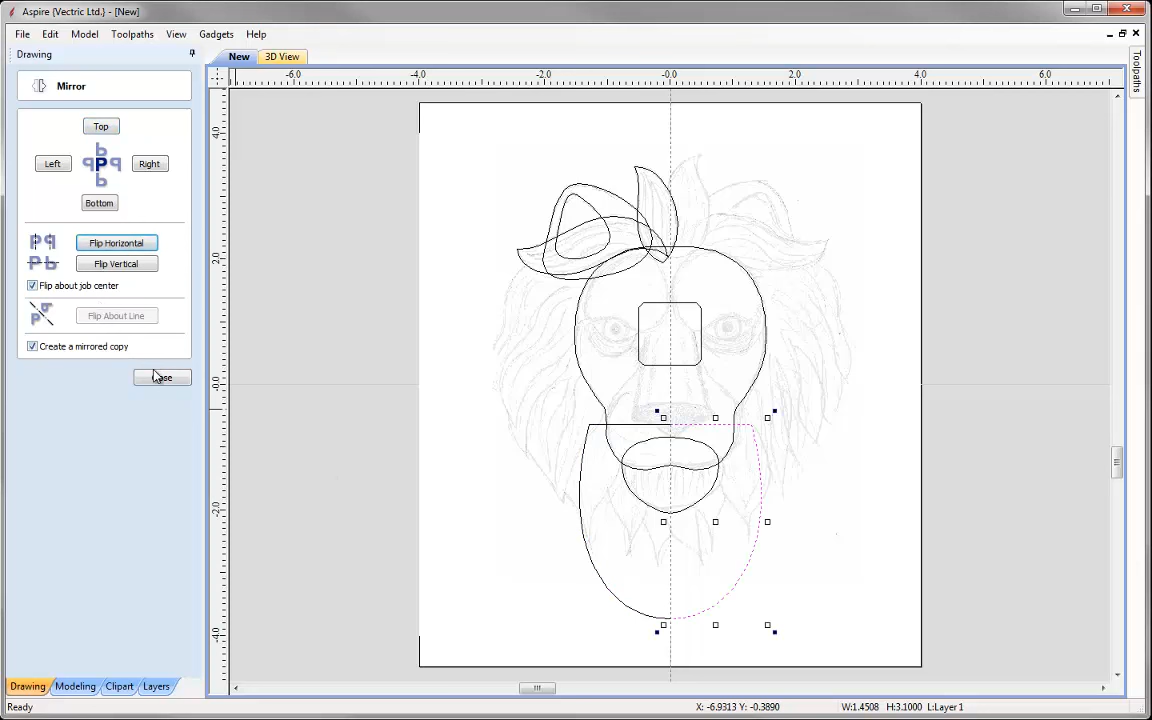 Aspire {Vectric Ltd.} - [New]
File Edit Model Toolpaths View Gadgets Help
Drawing
New 3D View
Toolpaths
Mirror
-6.0 -4.0 -2.0 -0.0 2.0 4.0 6.0
4.0
2.0
-0.0
-2.0
-4.0
Top
Left
Right
Bottom
Flip Horizontal
Flip Vertical
Flip about job center
Flip About Line
Create a mirrored copy
Drawing Modeling Clipart Layers
Ready
X: -6.9313 Y: -0.3890
W:1.4508 H:3.1000 L:Layer 1